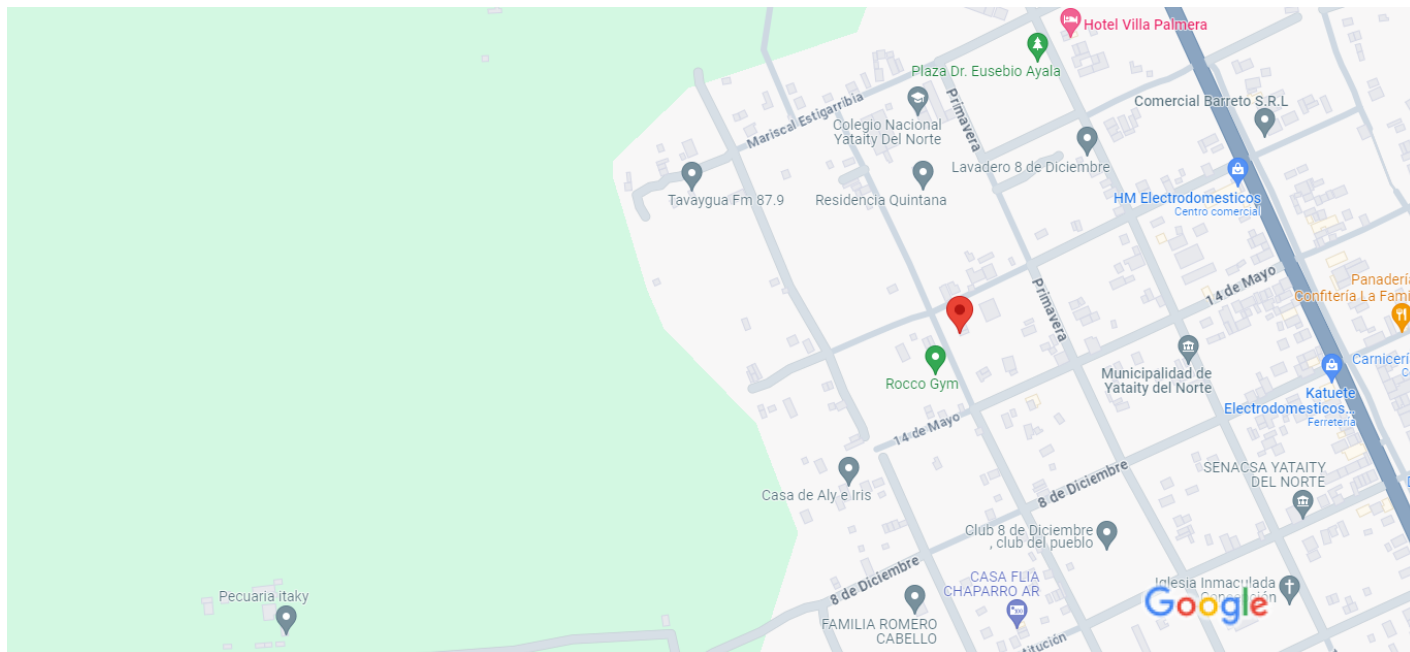 Hotel Villa Palmera
Plaza Dr. Eusebio Ayala
Mariscal Estigarribia
Primavera
Comercial Barreto S.R.L
Colegio Nacional
Yataity Del Norte
Lavadero 8 de Diciembre
Tavaygua Fm 87.9
Residencia Quintana
HM Electrodomesticos
Centro comercial
14 de Mayo
Primavera
Panadería
Confitería La Fami
Rocco Gym
Municipalidad de
Yataity del Norte
Carnicerí
Katuete
Electrodomesticos...
Ferretería
14 de Mayo
Casa de Aly e Iris
8 de Diciembre
SENACSA YATAITY
DEL NORTE
Club 8 de Diciembre
, club del pueblo
8 de Diciembre
CASA FLIA
CHAPARRO AR
Iglesia Inmaculada
Concepción
Google
Pecuaria itaky
FAMILIA ROMERO
CABELLO
titución